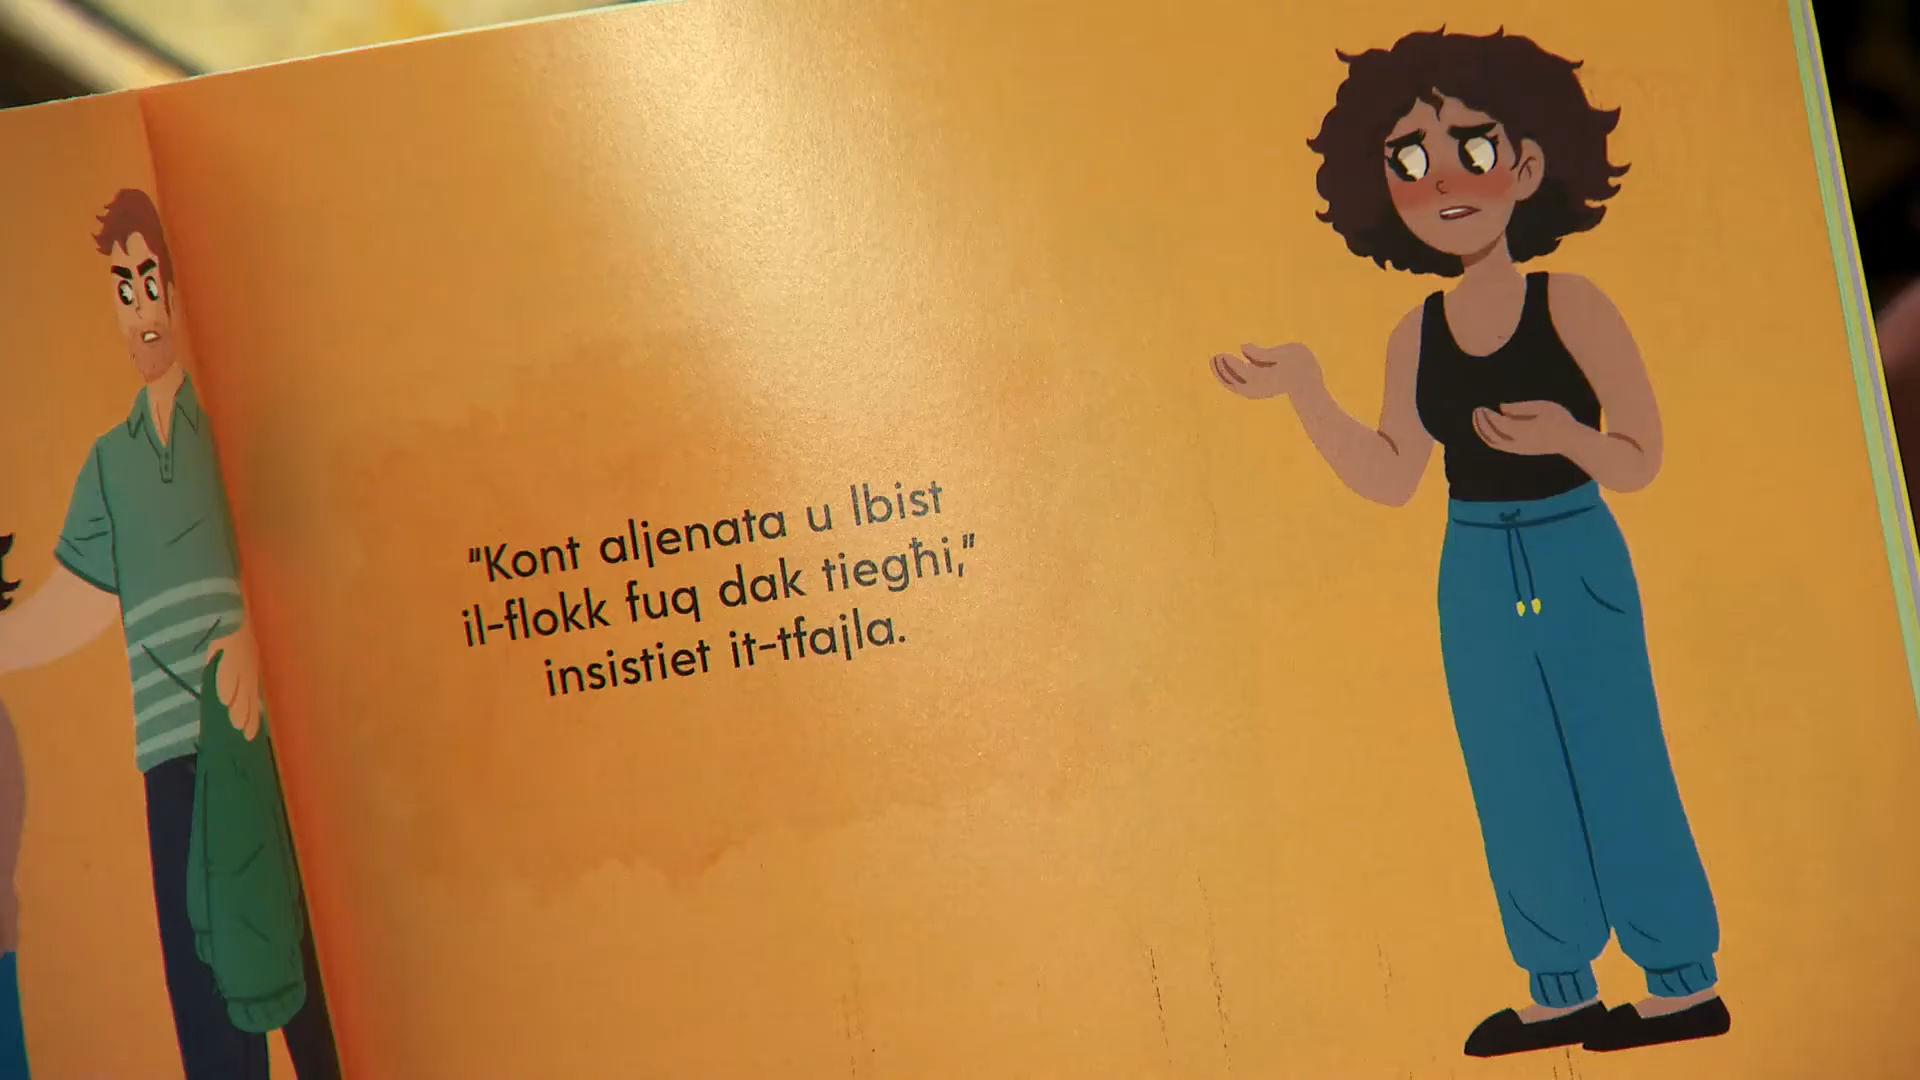 "Kont aljenata u lbist
il-flokk fuq dak tiegħi,"
insistiet it-tfajla.